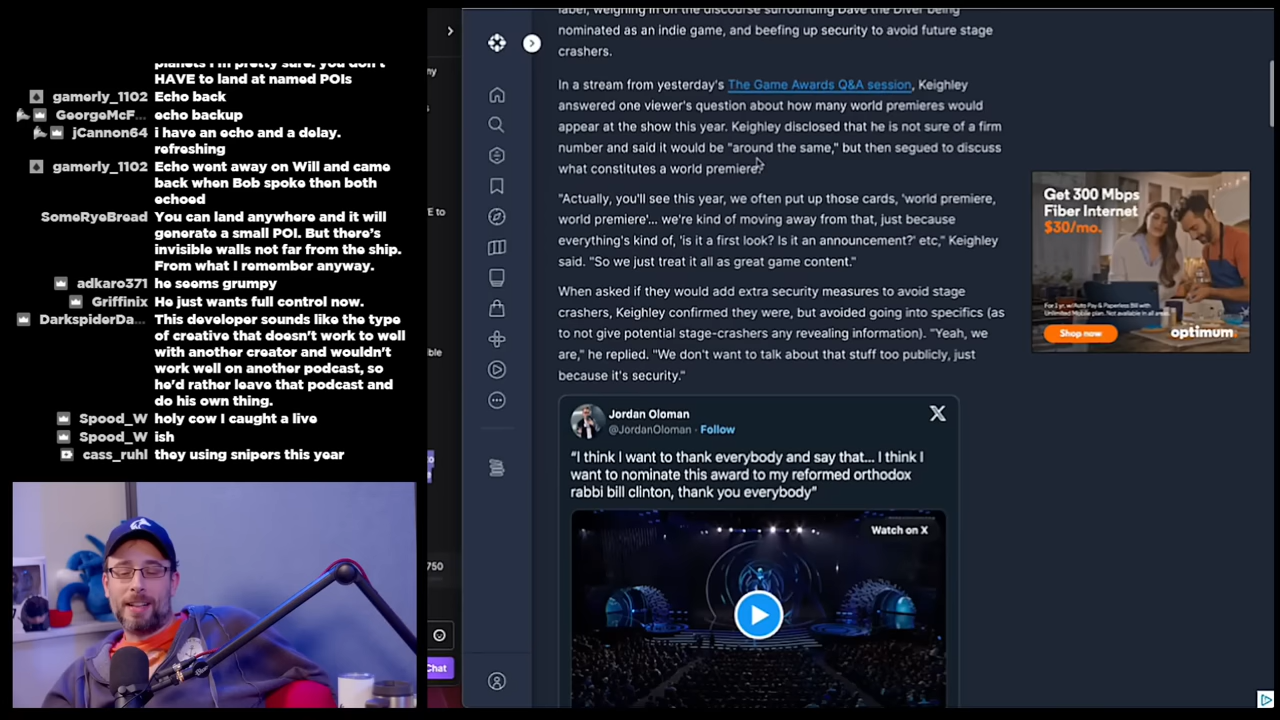 planets I'm pretty sure. you don't
HAVE to land at named POIs
gamerly_1102 Echo back
GeorgeMcF... echo backup
jCannon64 i have an echo and a delay.
refreshing
gamerly_1102 Echo went away on Will and came
back when Bob spoke then both
echoed
SomeRyeBread You can land anywhere and it will
generate a small POI. But there's
invisible walls not far from the ship.
From what I remember anyway.
adkaro371 he seems grumpy
Griffinix He just wants full control now.
DarkspiderDa... This developer sounds like the type
of creative that doesn't work to well
with another creator and wouldn't
work well on another podcast, so
he'd rather leave that podcast and
do his own thing.
Spood_W holy cow I caught a live
Spood_W ish
cass_ruhl they using snipers this year
label, weighing in on the discourse surrounding Dave the Diver being
nominated as an indie game, and beefing up security to avoid future stage
crashers.
In a stream from yesterday's The Game Awards Q&A session, Keighley
answered one viewer's question about how many world premieres would
appear at the show this year. Keighley disclosed that he is not sure of a firm
number and said it would be "around the same," but then segued to discuss
what constitutes a world premiere.
"Actually, you'll see this year, we often put up those cards, 'world premiere,
world premiere'... we're kind of moving away from that, just because
everything's kind of, 'is it a first look? Is it an announcement?' etc," Keighley
said. "So we just treat it all as great game content."
When asked if they would add extra security measures to avoid stage
crashers, Keighley confirmed they were, but avoided going into specifics (as
to not give potential stage-crashers any revealing information). "Yeah, we
are," he replied. "We don't want to talk about that stuff too publicly, just
because it's security."
Jordan Oloman
@JordanOloman · Follow
"I think I want to thank everybody and say that... I think I
want to nominate this award to my reformed orthodox
rabbi bill clinton, thank you everybody"
Watch on X
Get 300 Mbps
Fiber Internet
$30/mo.
Shop now
optimum.
to
750
Chat